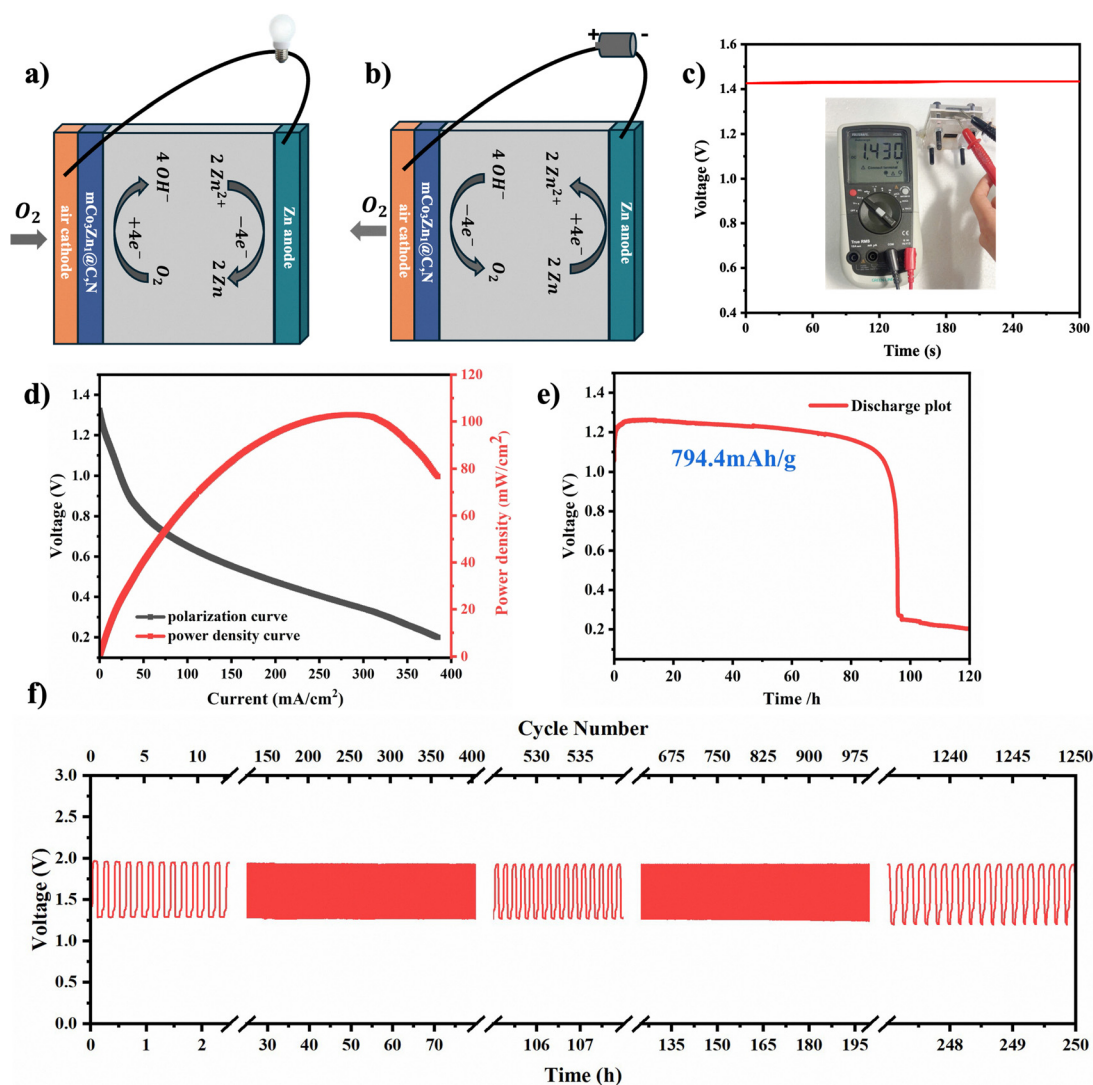 a)
O₂
air cathode
mCo₃Zn₁@C,N
4 OH⁻
+4e⁻
O₂
2 Zn²⁺
−4e⁻
2 Zn
Zn anode
b)
+ -
O₂
air cathode
mCo₃Zn₁@C,N
4 OH⁻
−4e⁻
O₂
2 Zn²⁺
+4e⁻
2 Zn
Zn anode
c)
Voltage (V)
1.6
1.4
1.2
1.0
0.8
0.6
0.4
1.430
True RMS
0 60 120 180 240 300
Time (s)
d)
Voltage (V)
1.4
1.2
1.0
0.8
0.6
0.4
0.2
polarization curve
power density curve
0 50 100 150 200 250 300 350 400
Current (mA/cm²)
120
100
80
60
40
20
0
Power density (mW/cm²)
e)
Voltage (V)
1.4
1.2
1.0
0.8
0.6
0.4
0.2
Discharge plot
794.4mAh/g
0 20 40 60 80 100 120
Time /h
f)
Cycle Number
0 5 10 150 200 250 300 350 400 530 535 675 750 825 900 975 1240 1245 1250
Voltage (V)
3.0
2.5
2.0
1.5
1.0
0.5
0.0
0 1 2 30 40 50 60 70 106 107 135 150 165 180 195 248 249 250
Time (h)